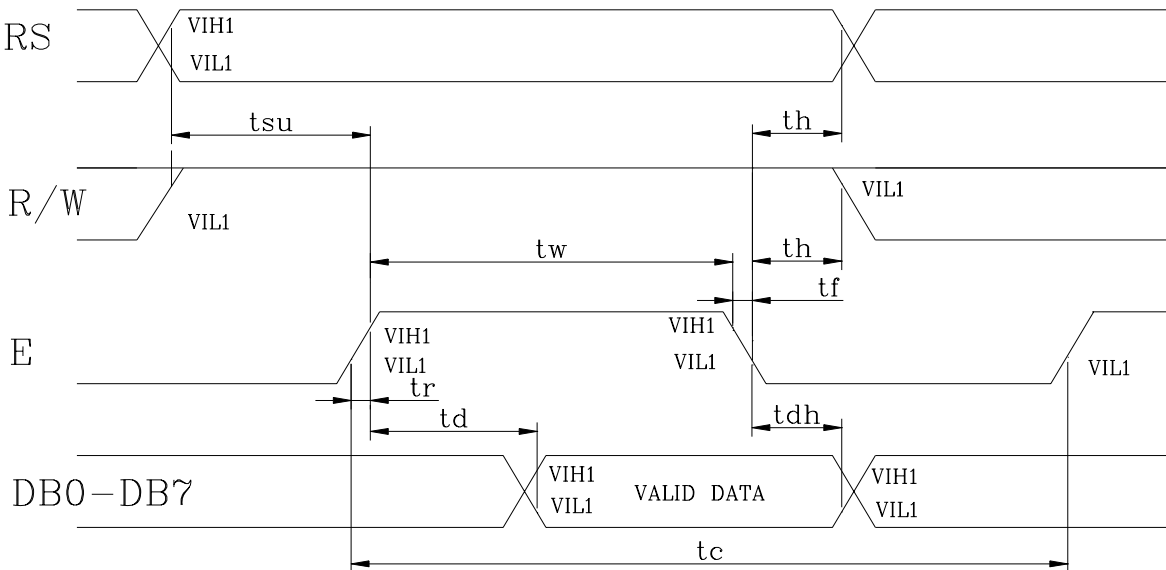 RS
VIH1
VIL1
tsu
th
R/W
VIL1
VIL1
tw
th
tf
E
VIH1
VIL1
VIH1
VIL1
VIL1
tr
td
tdh
DB0-DB7
VIH1
VIL1
VALID DATA
VIH1
VIL1
tc